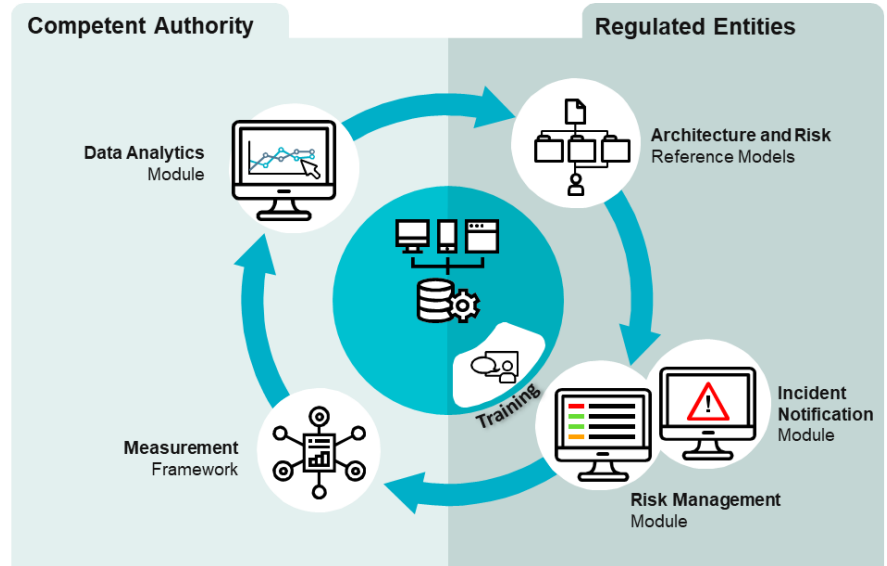 Competent Authority
Regulated Entities
Data Analytics
Module
Architecture and Risk
Reference Models
Training
Incident
Notification
Module
Measurement
Framework
Risk Management
Module